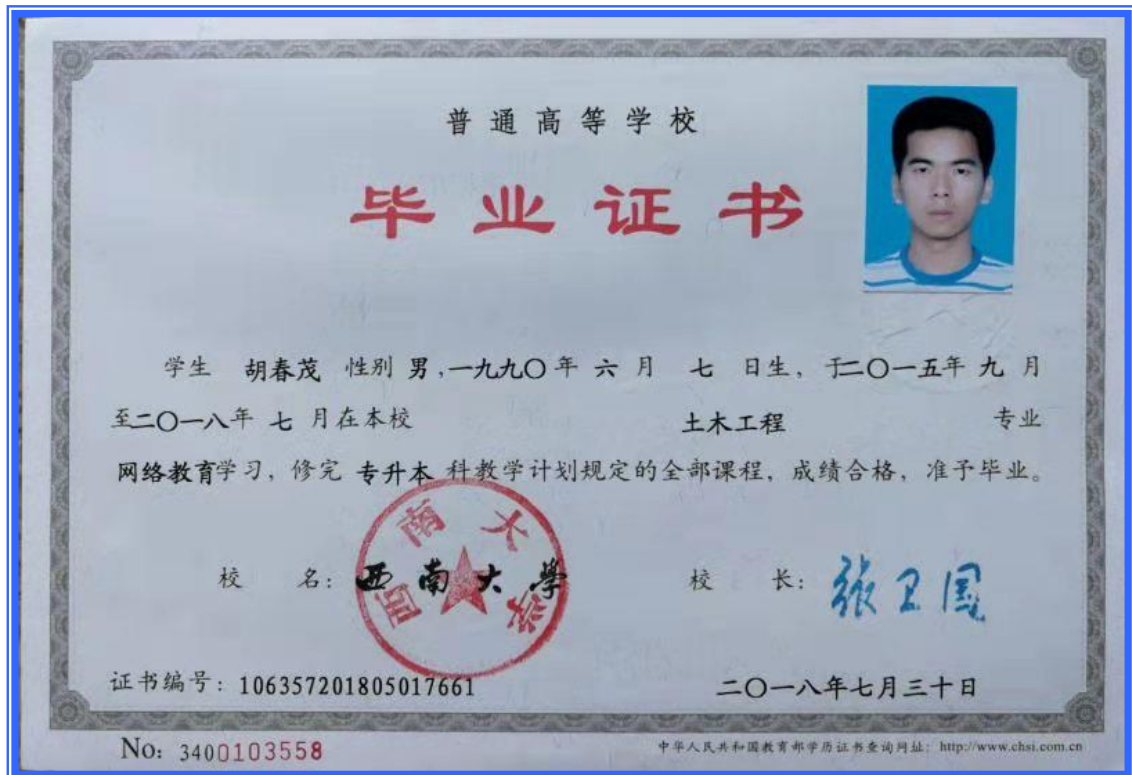 普通高等学校
毕业证书
学生 胡春茂 性别 男，一九九〇年 六 月 七 日生，于二〇一五年 九 月
至二〇一八年 七 月在本校 土木工程 专业
网络教育学习，修完 专升本 科教学计划规定的全部课程，成绩合格，准予毕业。
校 名：西南大學 校 长：张卫国
西南大学
证书编号：106357201805017661 二〇一八年七月三十日
No: 3400103558 中华人民共和国教育部学历证书查询网址：http://www.chsi.com.cn